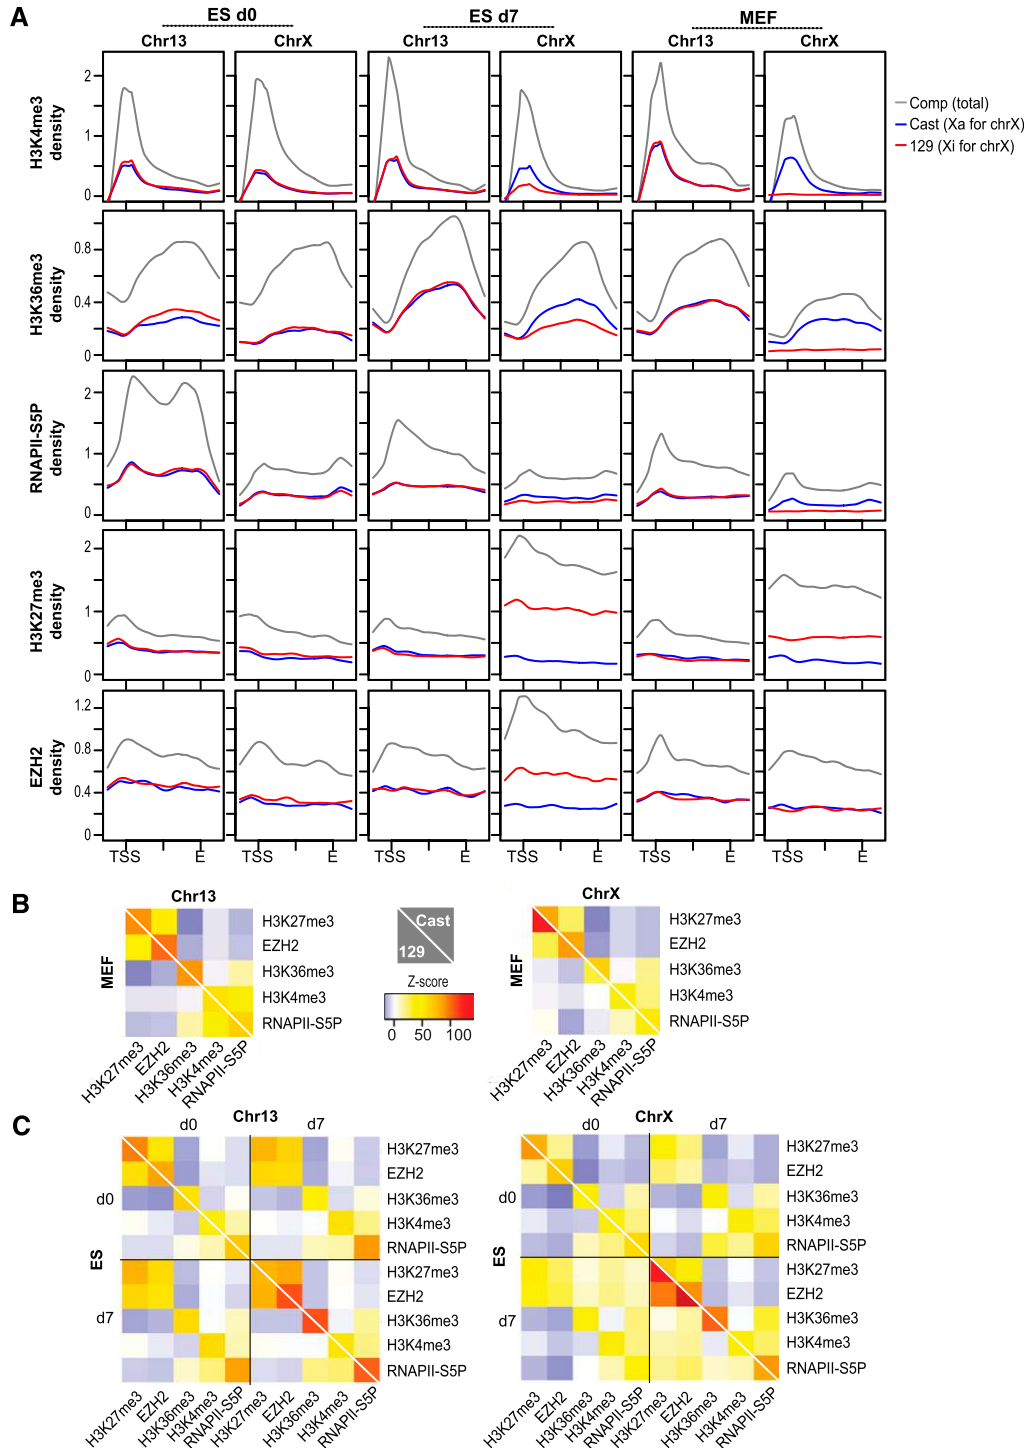 A
ES d0
ES d7
MEF
Chr13
ChrX
Chr13
ChrX
Chr13
ChrX
Comp (total)
Cast (Xa for chrX)
129 (Xi for chrX)
H3K4me3
density
2
1
0
H3K36me3
density
0.8
0.4
0
RNAPII-S5P
density
2
1
0
H3K27me3
density
2
1
0
EZH2
density
1.2
0.8
0.4
0
TSS E TSS E TSS E TSS E TSS E TSS E
B
Chr13
MEF
H3K27me3
EZH2
H3K36me3
H3K4me3
RNAPII-S5P
H3K27me3
EZH2
H3K36me3
H3K4me3
RNAPII-S5P
Cast
129
Z-score
0 50 100
ChrX
MEF
H3K27me3
EZH2
H3K36me3
H3K4me3
RNAPII-S5P
H3K27me3
EZH2
H3K36me3
H3K4me3
RNAPII-S5P
C
Chr13
d0
d7
ES
d0
d7
H3K27me3
EZH2
H3K36me3
H3K4me3
RNAPII-S5P
H3K27me3
EZH2
H3K36me3
H3K4me3
RNAPII-S5P
H3K27me3
EZH2
H3K36me3
H3K4me3
RNAPII-S5P
H3K27me3
EZH2
H3K36me3
H3K4me3
RNAPII-S5P
ChrX
d0
d7
ES
d0
d7
H3K27me3
EZH2
H3K36me3
H3K4me3
RNAPII-S5P
H3K27me3
EZH2
H3K36me3
H3K4me3
RNAPII-S5P
H3K27me3
EZH2
H3K36me3
H3K4me3
RNAPII-S5P
H3K27me3
EZH2
H3K36me3
H3K4me3
RNAPII-S5P